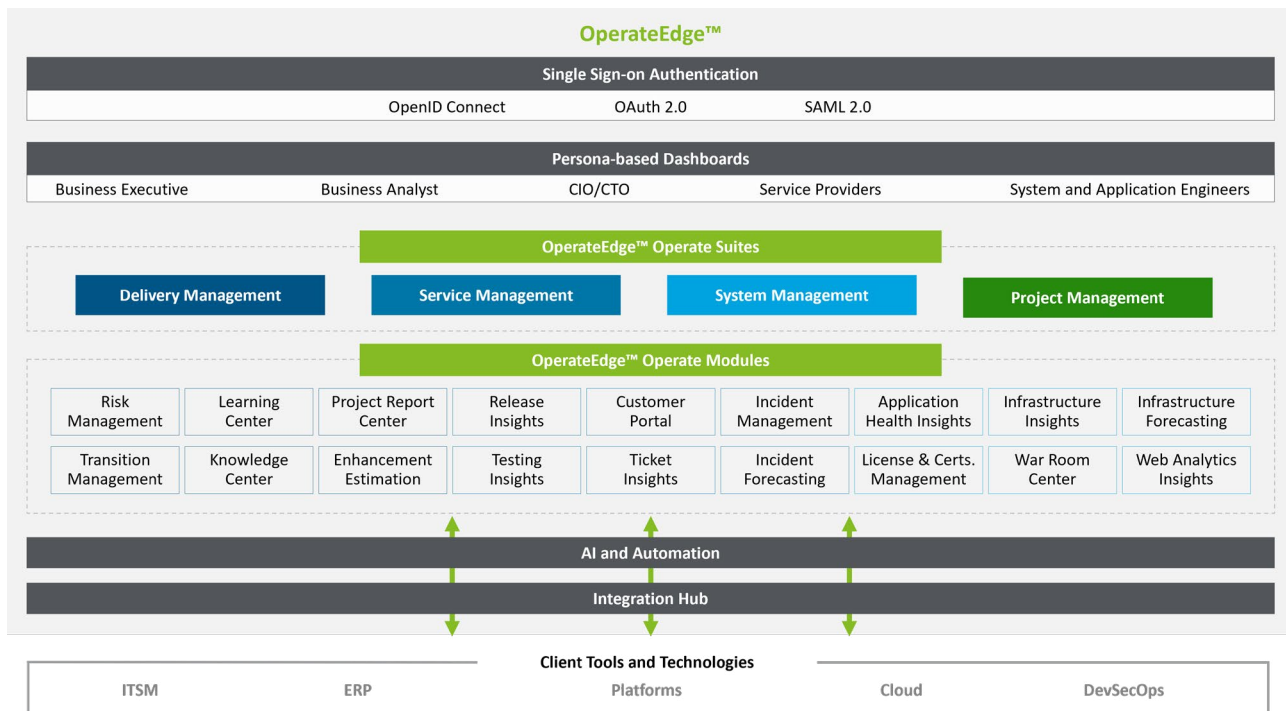 OperateEdge™
Single Sign-on Authentication
OpenID Connect OAuth 2.0 SAML 2.0
Persona-based Dashboards
Business Executive Business Analyst CIO/CTO Service Providers System and Application Engineers
OperateEdge™ Operate Suites
Delivery Management Service Management System Management Project Management
OperateEdge™ Operate Modules
Risk
Management
Learning
Center
Project Report
Center
Release
Insights
Customer
Portal
Incident
Management
Application
Health Insights
Infrastructure
Insights
Infrastructure
Forecasting
Transition
Management
Knowledge
Center
Enhancement
Estimation
Testing
Insights
Ticket
Insights
Incident
Forecasting
License & Certs.
Management
War Room
Center
Web Analytics
Insights
AI and Automation
Integration Hub
Client Tools and Technologies
ITSM ERP Platforms Cloud DevSecOps